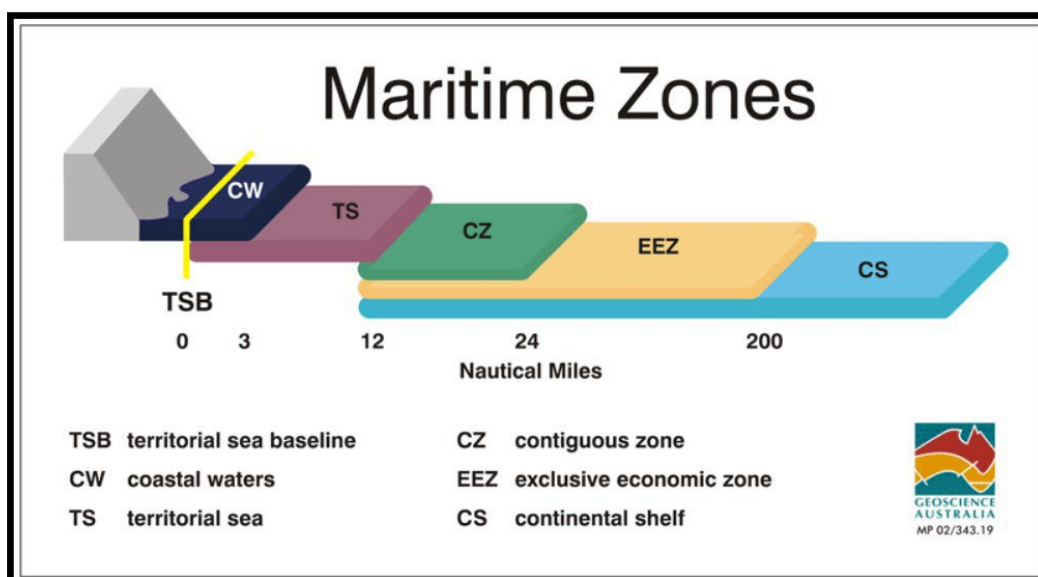 Maritime Zones
CW
TS
CZ
EEZ
CS
TSB
0 3 12 24 200
Nautical Miles
TSB territorial sea baseline
CW coastal waters
TS territorial sea
CZ contiguous zone
EEZ exclusive economic zone
CS continental shelf
GEOSCIENCE
AUSTRALIA
MP 02/343.19